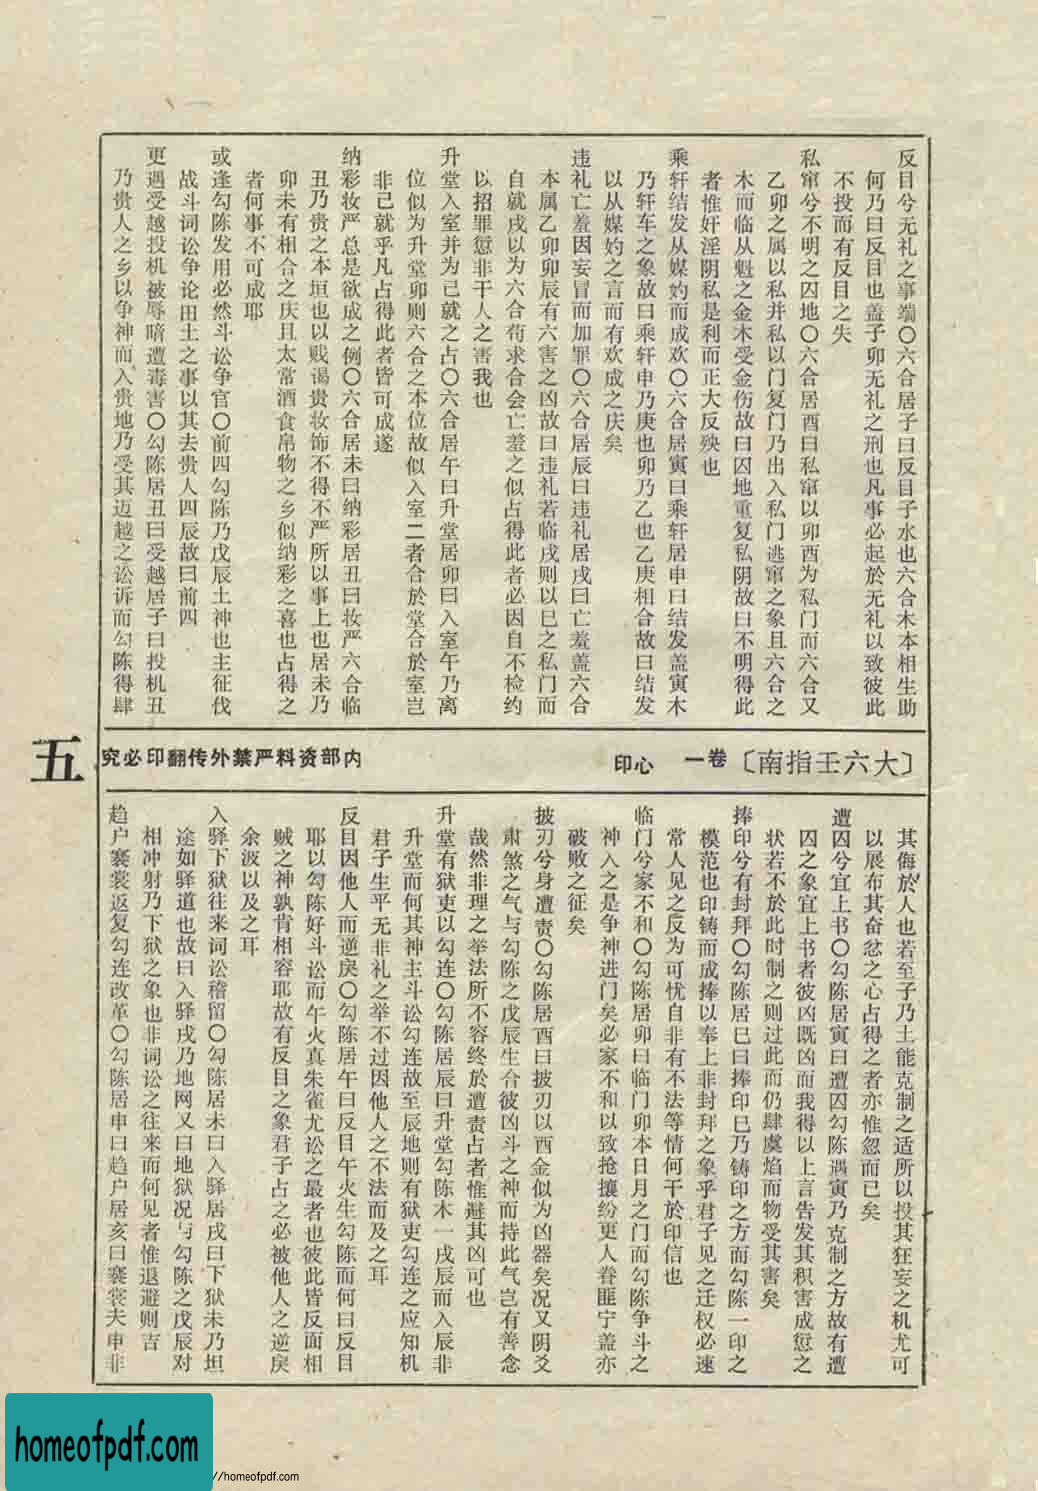 反目兮无礼之事端〇六合居子曰反目子水也六合木本相生助
何乃曰反目也盖子卯无礼之刑也凡事必起於无礼以致彼此
不投而有反目之失
私窜兮不明之囚地〇六合居酉曰私窜以卯酉为私门而六合又
乙卯之属以私并私以门复门乃出入私门逃窜之象且六合之
木而临从魁之金木受金伤故曰囚地重复私阴故曰不明得此
者惟奸淫阴私是利而正大反殃也
乘轩结发从媒妁而成欢〇六合居寅曰乘轩居申曰结发盖寅木
乃轩车之象故曰乘轩申乃庚也卯乃乙也乙庚相合故曰结发
以从媒妁之言而有欢成之庆矣
违礼亡羞因妄冒而加罪〇六合居辰曰违礼居戌曰亡羞盖六合
本属乙卯卯辰有六害之凶故曰违礼若临戌则以巳之私门而
自就戌以为六合苟求合会亡羞之似占得此者必因自不检约
以招罪愆非干人之害我也
升堂入室并为己就之占〇六合居午曰升堂居卯曰入室午乃离
位似为升堂卯则六合之本位故似入室二者合於堂合於室岂
非己就乎凡占得此者皆可成遂
纳彩妆严总是欲成之例〇六合居未曰纳彩居丑曰妆严六合临
丑乃贵之本垣也以贱谒贵妆饰不得不严所以事上也居未乃
卯未有相合之庆且太常酒食帛物之乡似纳彩之喜也占得之
者何事不可成耶
或逢勾陈发用必然斗讼争官〇前四勾陈乃戊辰土神也主征伐
战斗词讼争论田土之事以其去贵人四辰故曰前四
更遇受越投机被辱暗遭毒害〇勾陈居丑曰受越居子曰投机丑
乃贵人之乡以争神而入贵地乃受其迈越之讼诉而勾陈得肆
五
〔大六壬指南〕
卷一
心印
内部资料严禁外传翻印必究
其侮於人也若至子乃土能克制之适所以投其狂妄之机尤可
以展布其奋忿之心占得之者亦惟忽而已矣
遭囚兮宜上书〇勾陈居寅曰遭囚勾陈遇寅乃克制之方故有遭
囚之象宜上书者彼凶既凶而我得以上言告发其积害成愆之
状若不於此时制之则过此而仍肆虞焰而物受其害矣
捧印兮有封拜〇勾陈居巳曰捧印巳乃铸印之方而勾陈一印之
模范也印铸而成捧以奉上非封拜之象乎君子见之迁权必速
常人见之反为可忧自非有不法等情何干於印信也
临门兮家不和〇勾陈居卯曰临门卯本日月之门而勾陈争斗之
神入之是争神进门矣必家不和以致抢攘纷更人眷匪宁盖亦
破败之征矣
披刃兮身遭责〇勾陈居酉曰披刃以酉金似为凶器矣况又阴爻
肃煞之气与勾陈之戊辰生合彼凶斗之神而持此气岂有善念
哉然非理之举法所不容终於遭责占者惟避其凶可也
升堂有狱吏以勾连〇勾陈居辰曰升堂勾陈木一戊辰而入辰非
升堂而何其神主斗讼勾连故至辰地则有狱吏勾连之应知机
君子生平无非礼之举不过因他人之不法而及之耳
反目因他人而逆戾〇勾陈居午曰反目午火生勾陈而何曰反目
耶以勾陈好斗讼而午火真朱雀尤讼之最者也彼此皆反面相
贼之神孰肯相容耶故有反目之象君子占之必被他人之逆戾
余波以及之耳
入驿下狱往来词讼稽留〇勾陈居未曰入驿居戌曰下狱未乃坦
途如驿道也故曰入驿戌乃地网又曰地狱况与勾陈之戊辰对
相冲射乃下狱之象也非词讼之往来而何见者惟退避则吉
趋户褰裳返复勾连改革〇勾陈居申曰趋户居亥曰褰裳夫申非
homeofpdf.com
//homeofpdf.com